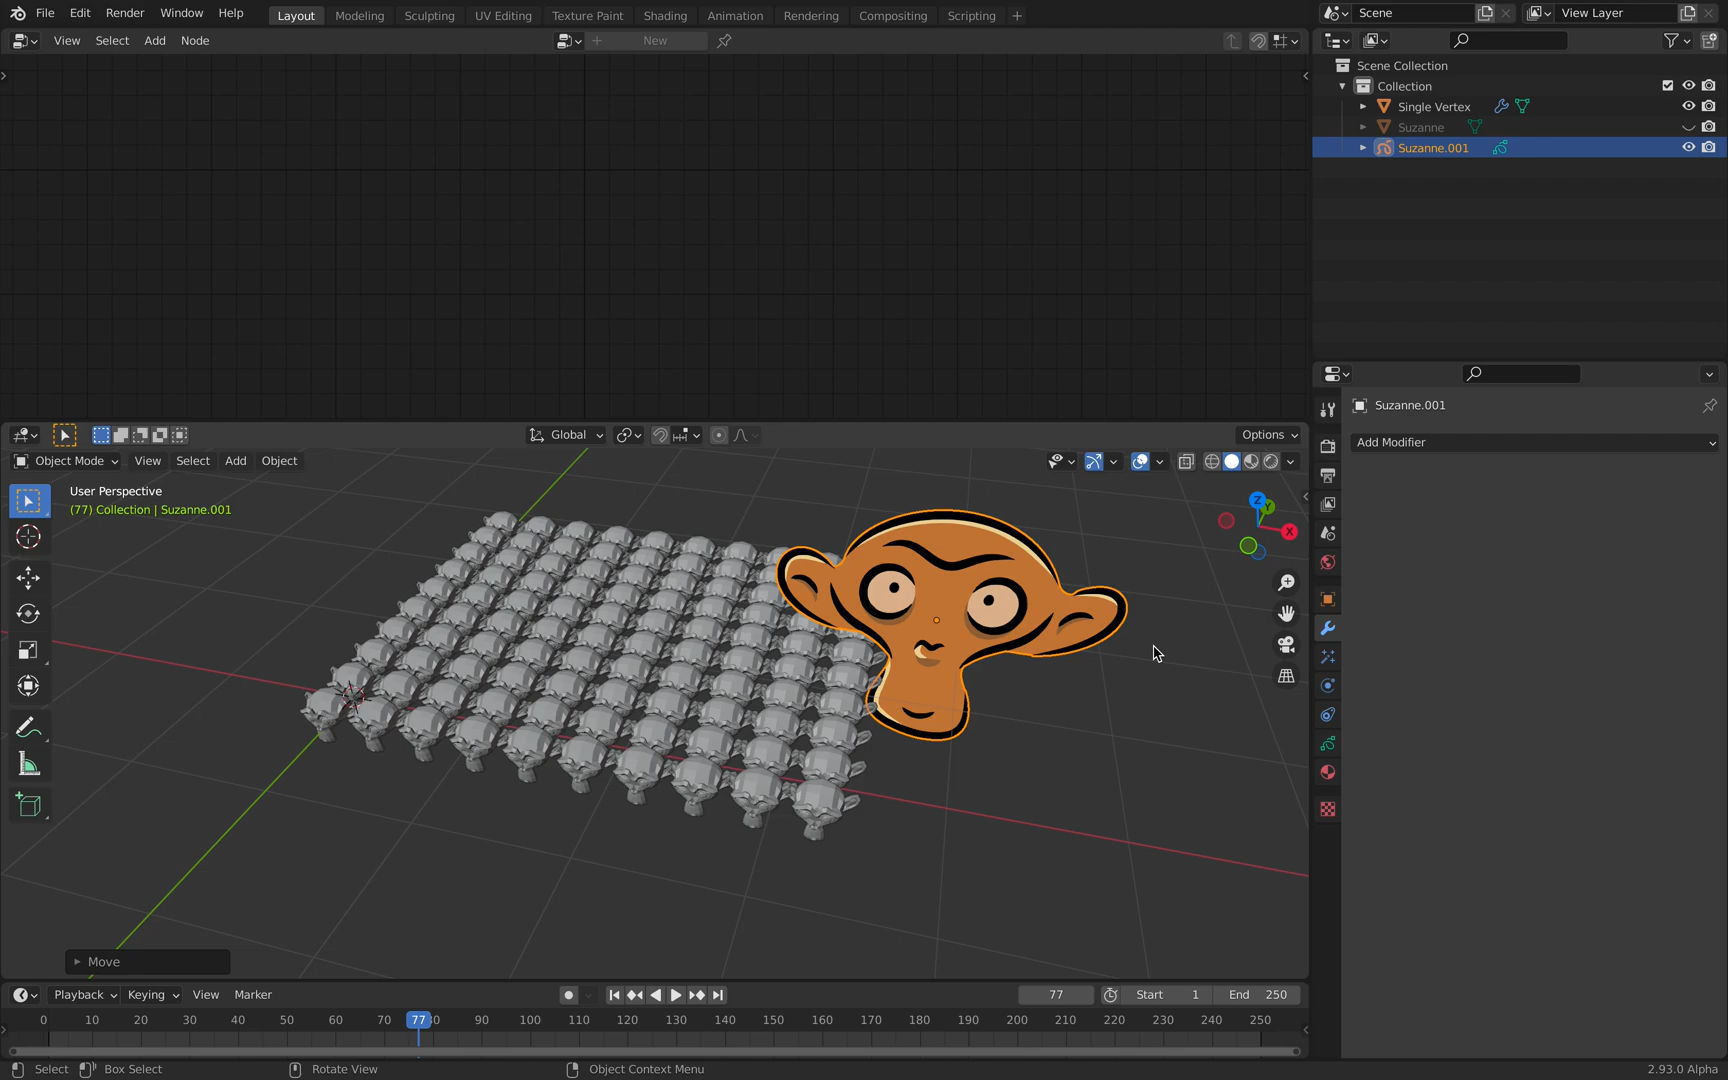 File Edit Render Window Help Layout Modeling Sculpting UV Editing Texture Paint Shading Animation Rendering Compositing Scripting + Scene View Layer
View Select Add Node + New
Scene Collection
Collection
Single Vertex
Suzanne
Suzanne.001
Suzanne.001
Global Options
Add Modifier
Object Mode View Select Add Object
User Perspective
(77) Collection | Suzanne.001
Z
Y
X
Move
Playback Keying View Marker 77 Start 1 End 250
0 10 20 30 40 50 60 70 77 80 90 100 110 120 130 140 150 160 170 180 190 200 210 220 230 240 250
Select Box Select Rotate View Object Context Menu 2.93.0 Alpha